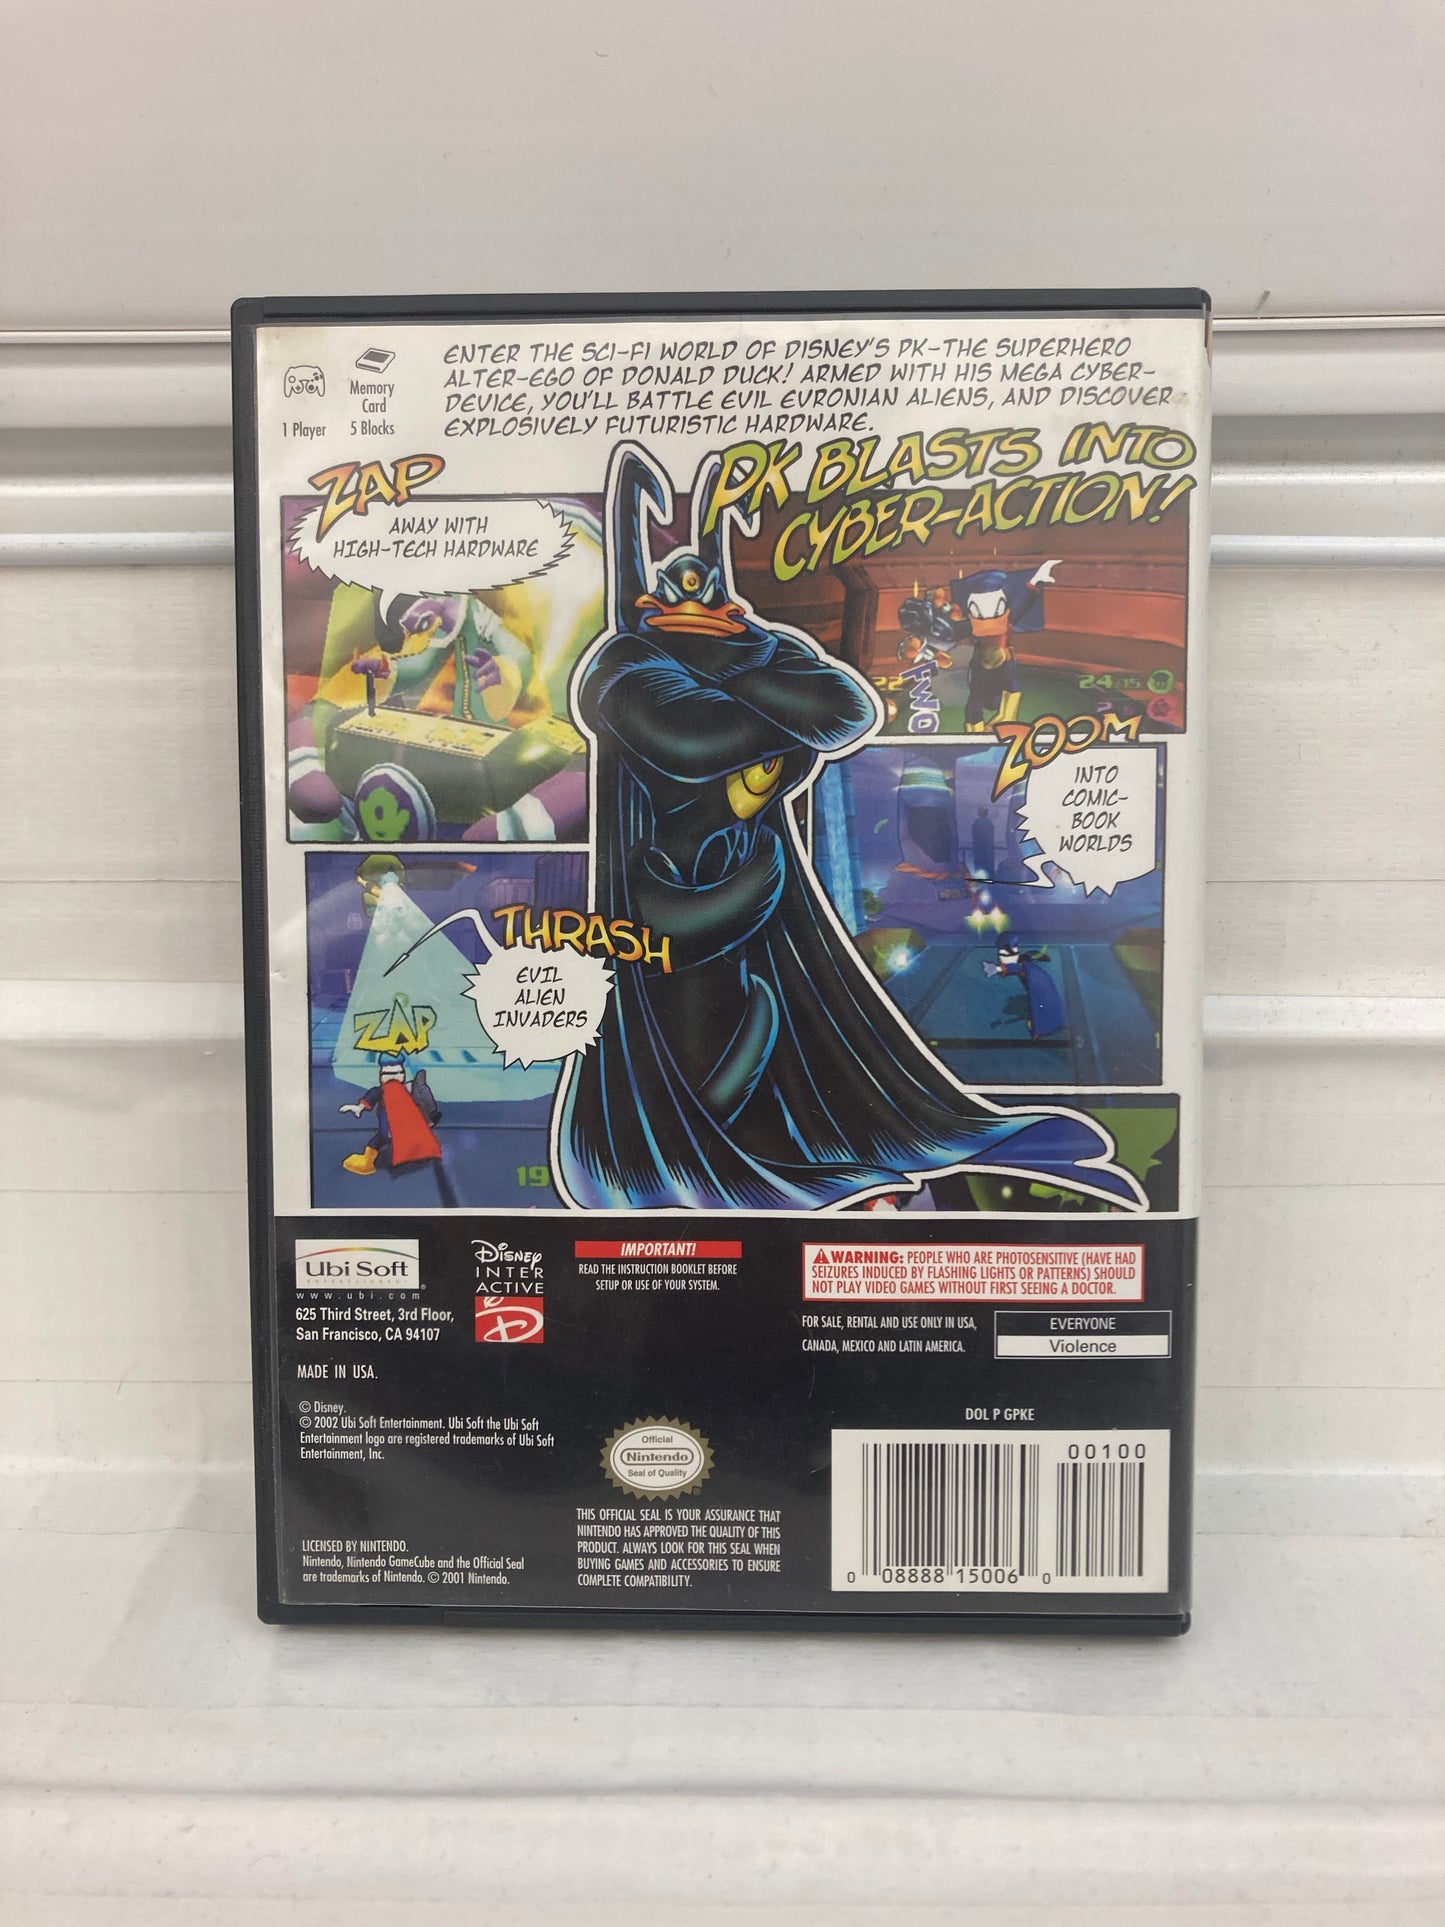 ENTER THE SCI-FI WORLD OF DISNEY'S PK-THE SUPERHERO
ALTER-EGO OF DONALD DUCK! ARMED WITH HIS MEGA CYBER-
DEVICE, YOU'LL BATTLE EVIL EVRONIAN ALIENS, AND DISCOVER
EXPLOSIVELY FUTURISTIC HARDWARE.
1 Player
Memory
Card
5 Blocks
PK BLASTS INTO
CYBER-ACTION!
ZAP
AWAY WITH
HIGH-TECH HARDWARE
FWO
22
24/15
ZOOM
INTO
COMIC-
BOOK
WORLDS
THRASH
EVIL
ALIEN
INVADERS
ZAP
19
Ubi Soft
ENTERTAINMENT
www.ubi.com
625 Third Street, 3rd Floor,
San Francisco, CA 94107
MADE IN USA.
© Disney.
© 2002 Ubi Soft Entertainment. Ubi Soft the Ubi Soft
Entertainment logo are registered trademarks of Ubi Soft
Entertainment, Inc.
LICENSED BY NINTENDO.
Nintendo, Nintendo GameCube and the Official Seal
are trademarks of Nintendo. © 2001 Nintendo.
Disney
INTER
ACTIVE
IMPORTANT!
READ THE INSTRUCTION BOOKLET BEFORE
SETUP OR USE OF YOUR SYSTEM.
Official
Nintendo
Seal of Quality
THIS OFFICIAL SEAL IS YOUR ASSURANCE THAT
NINTENDO HAS APPROVED THE QUALITY OF THIS
PRODUCT. ALWAYS LOOK FOR THIS SEAL WHEN
BUYING GAMES AND ACCESSORIES TO ENSURE
COMPLETE COMPATIBILITY.
WARNING: PEOPLE WHO ARE PHOTOSENSITIVE (HAVE HAD
SEIZURES INDUCED BY FLASHING LIGHTS OR PATTERNS) SHOULD
NOT PLAY VIDEO GAMES WITHOUT FIRST SEEING A DOCTOR.
FOR SALE, RENTAL AND USE ONLY IN USA,
CANADA, MEXICO AND LATIN AMERICA.
EVERYONE
Violence
DOL P GPKE
00100
0 08888 15006 0